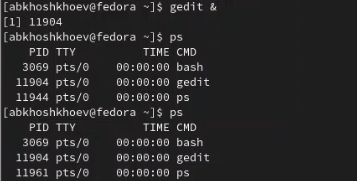 [abkhoshkhoev@fedora ~]$ gedit &
[1] 11904
[abkhoshkhoev@fedora ~]$ ps
PID TTY TIME CMD
3069 pts/0 00:00:00 bash
11904 pts/0 00:00:00 gedit
11944 pts/0 00:00:00 ps
[abkhoshkhoev@fedora ~]$ ps
PID TTY TIME CMD
3069 pts/0 00:00:00 bash
11904 pts/0 00:00:00 gedit
11961 pts/0 00:00:00 ps